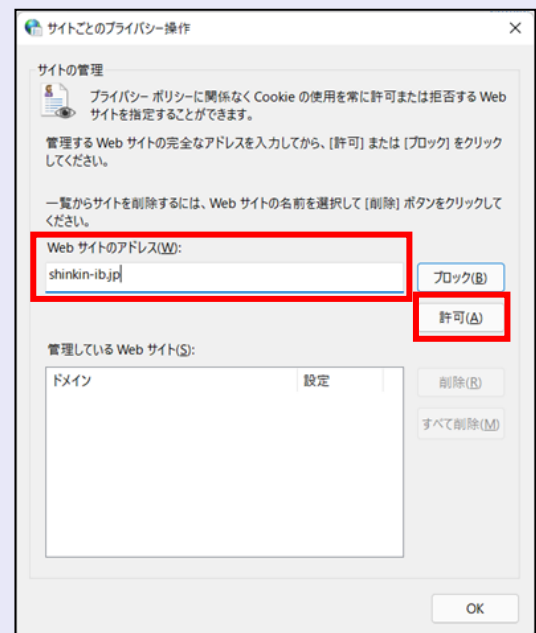 サイトごとのプライバシー操作
サイトの管理
プライバシー ポリシーに関係なく Cookie の使用を常に許可または拒否する Web
サイトを指定することができます。
管理する Web サイトの完全なアドレスを入力してから、[許可] または [ブロック] をクリック
してください。
一覧からサイトを削除するには、Web サイトの名前を選択して [削除] ボタンをクリックして
ください。
Web サイトのアドレス(W):
shinkin-ib.jp
ブロック(B)
許可(A)
管理している Web サイト(S):
ドメイン 設定
削除(R)
すべて削除(M)
OK